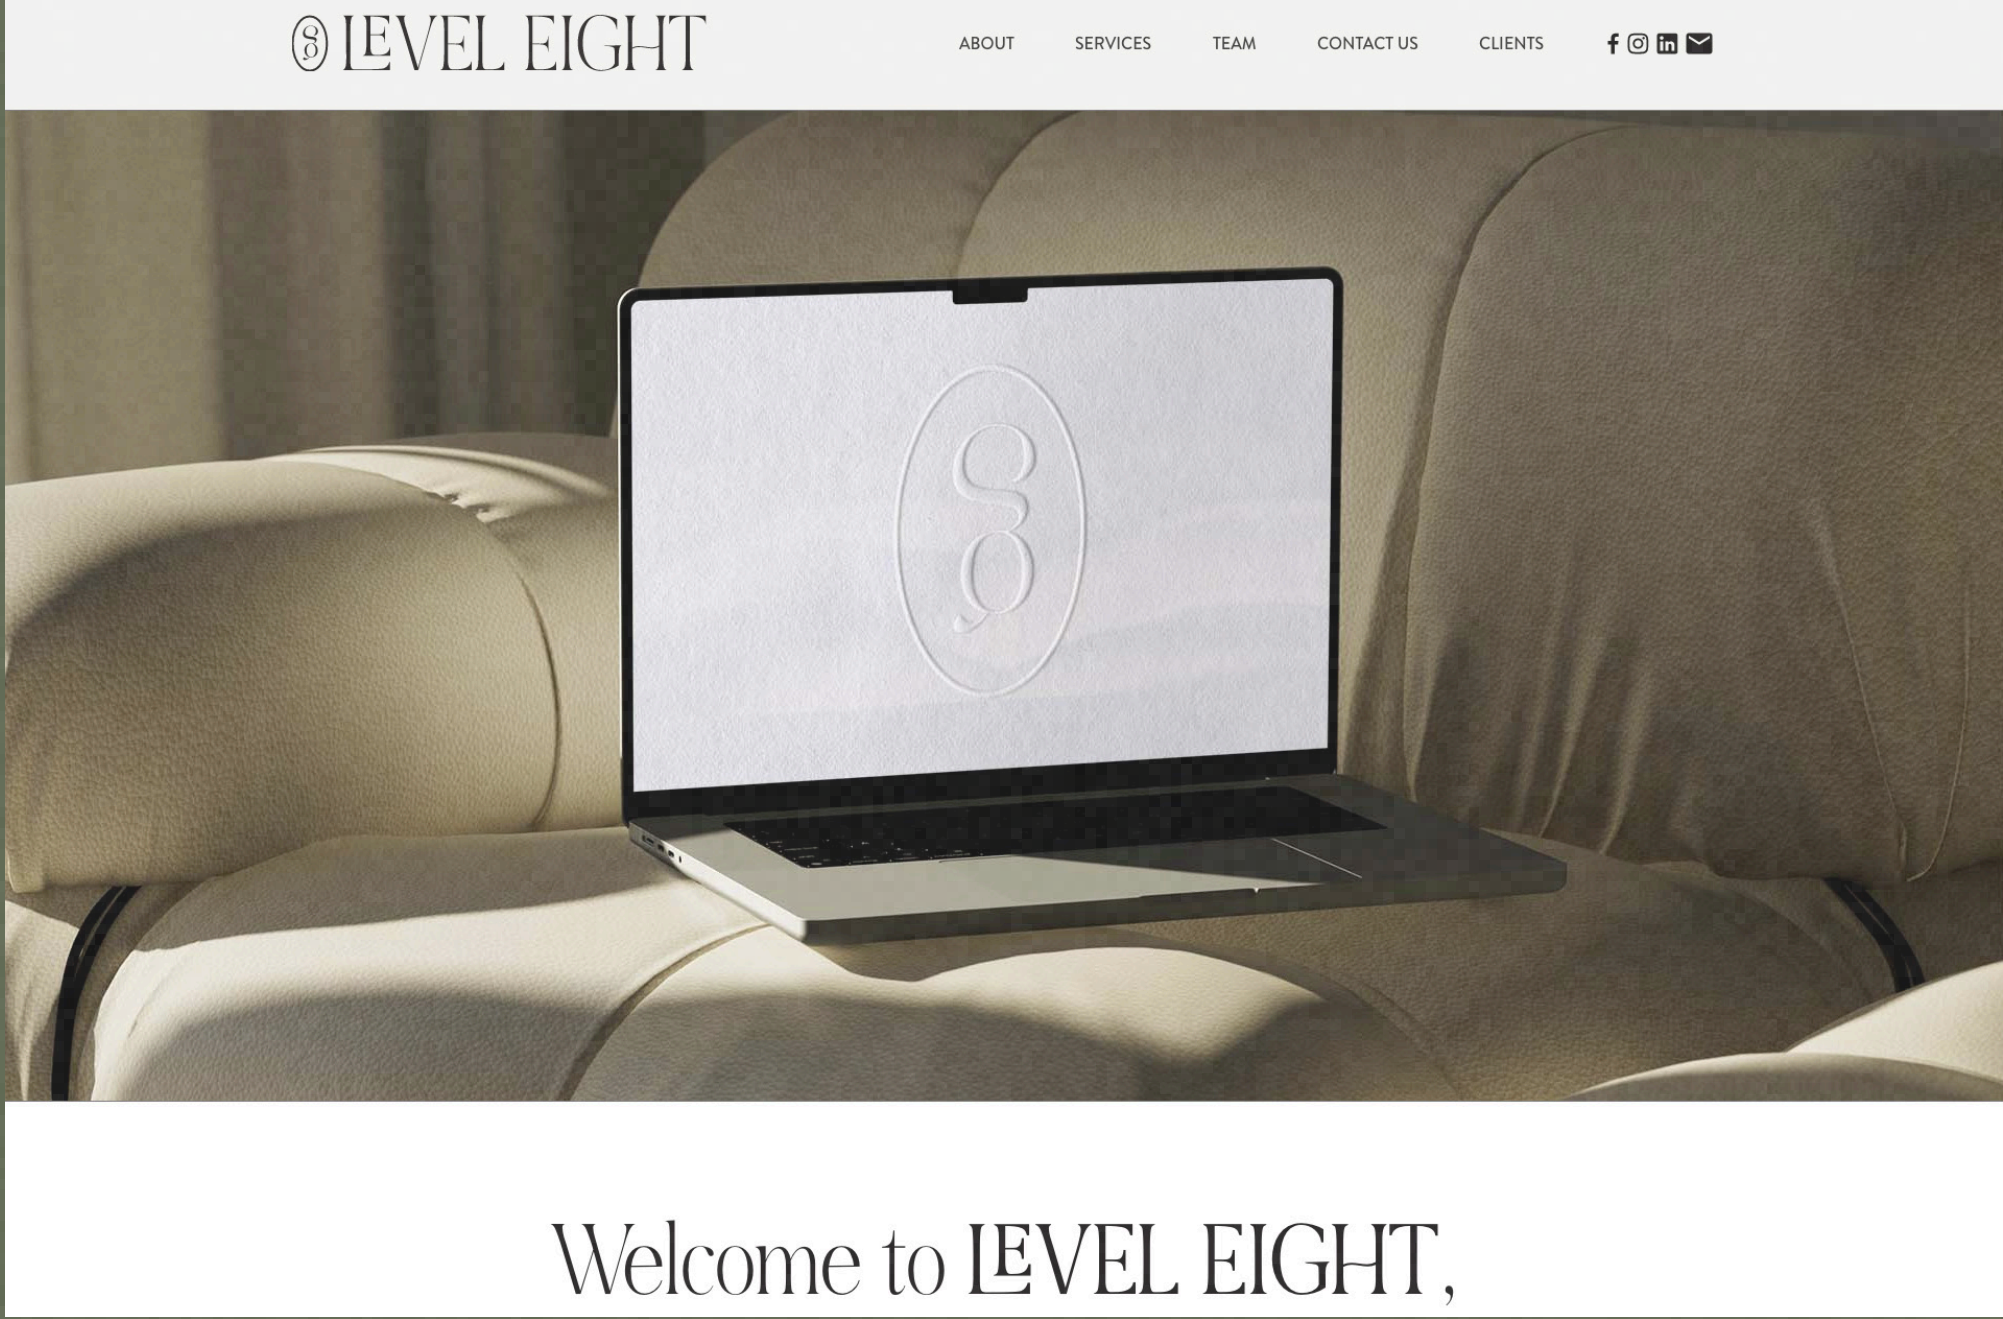 LEVEL EIGHT
ABOUT SERVICES TEAM CONTACT US CLIENTS
Welcome to LEVEL EIGHT,